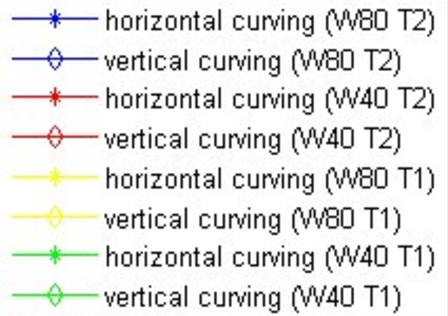 horizontal curving (W80 T2)
vertical curving (W80 T2)
horizontal curving (W40 T2)
vertical curving (W40 T2)
horizontal curving (W80 T1)
vertical curving (W80 T1)
horizontal curving (W40 T1)
vertical curving (W40 T1)